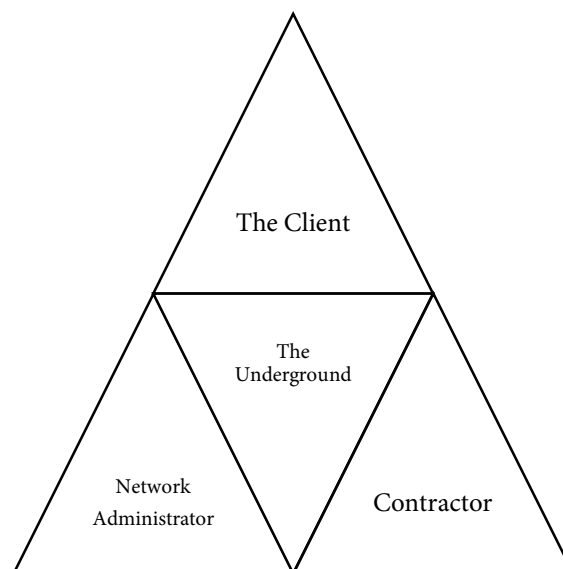 The Client
The
Underground
Network
Administrator
Contractor